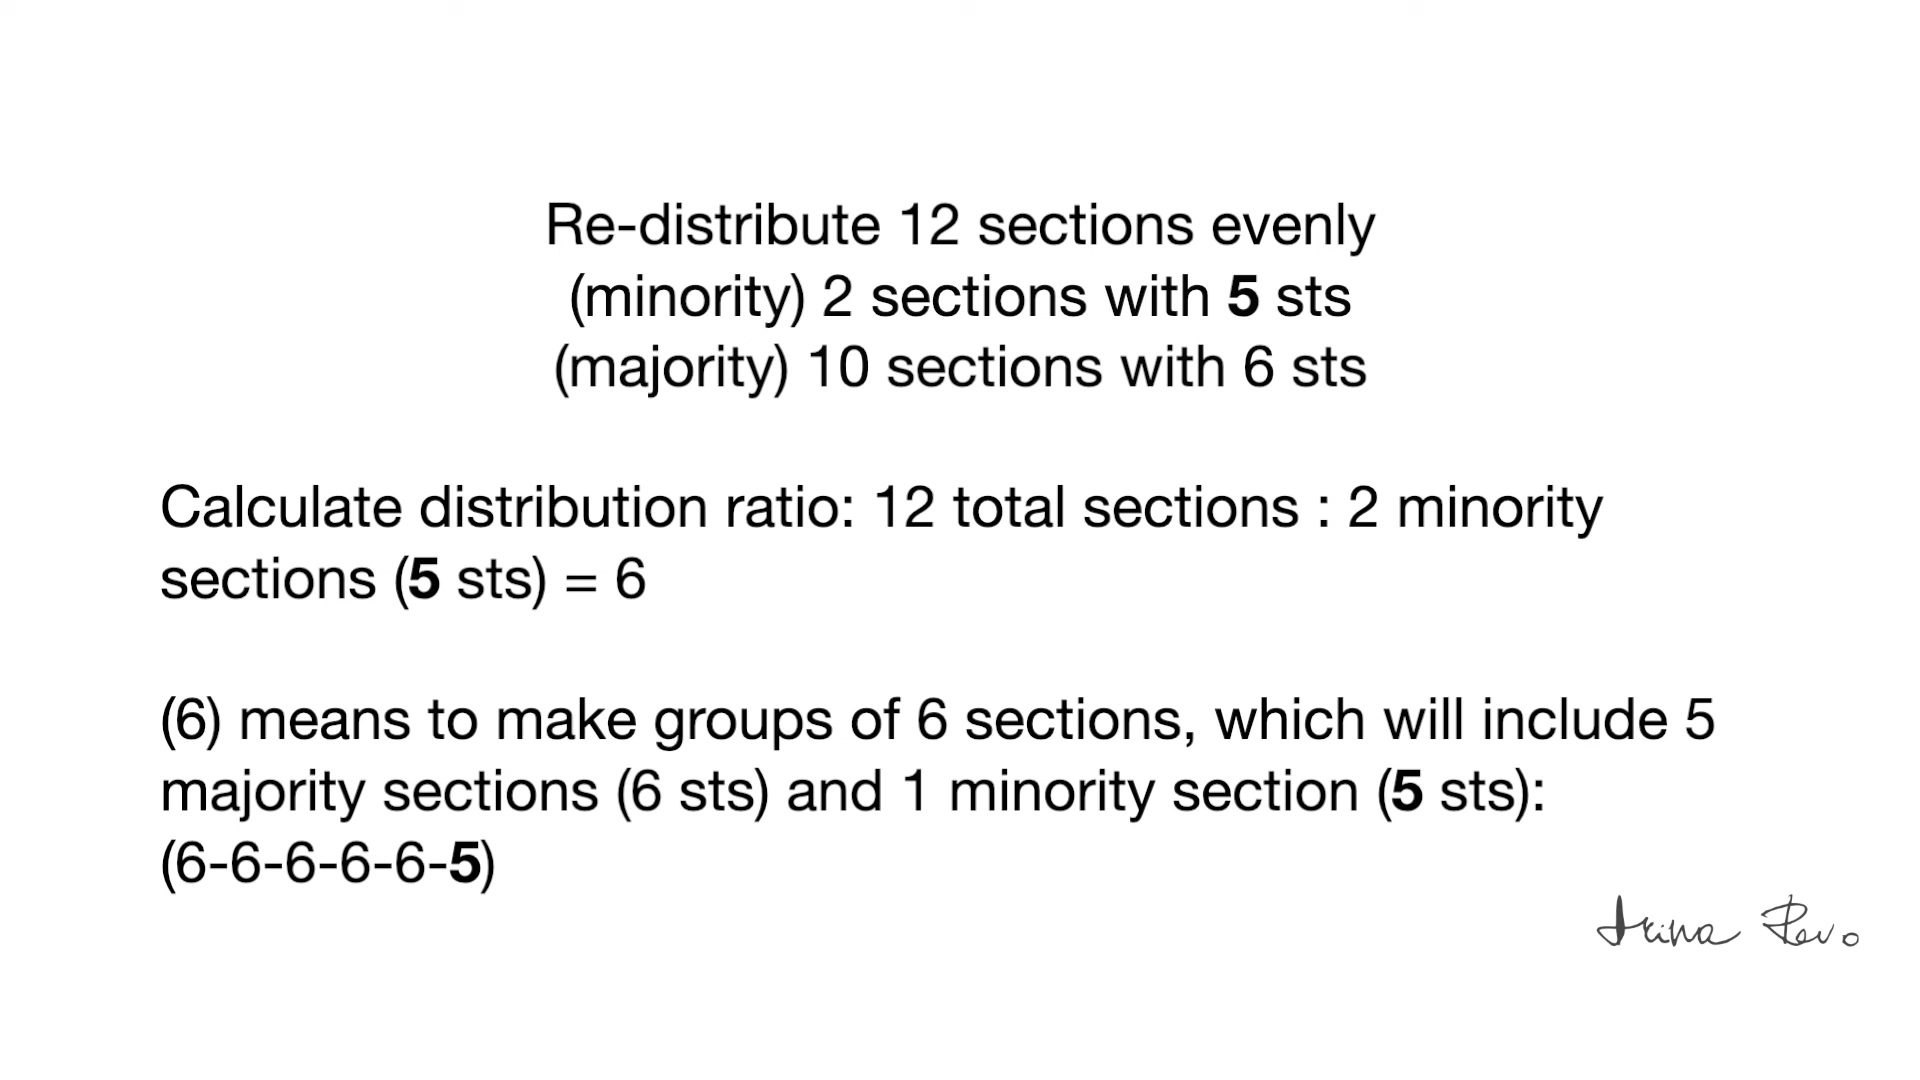 Re-distribute 12 sections evenly
(minority) 2 sections with 5 sts
(majority) 10 sections with 6 sts
Calculate distribution ratio: 12 total sections : 2 minority
sections (5 sts) = 6
(6) means to make groups of 6 sections, which will include 5
majority sections (6 sts) and 1 minority section (5 sts):
(6-6-6-6-6-5)
Irina Rev.